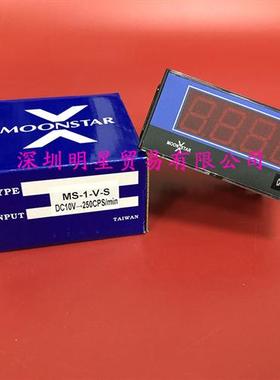 MOONSTAR
MOONSTAR
深圳明星贸易有限公司
TYPE
MS-1-V-S
INPUT
DC10V→250CPS/min
TAIWAN